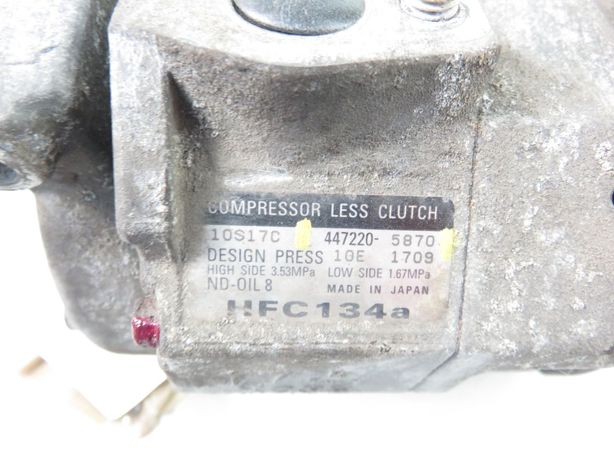 COMPRESSOR LESS CLUTCH
10S17C 447220- 5870
DESIGN PRESS 10E 1709
HIGH SIDE 3.53MPa LOW SIDE 1.67MPa
ND-OIL 8 MADE IN JAPAN
HFC134a